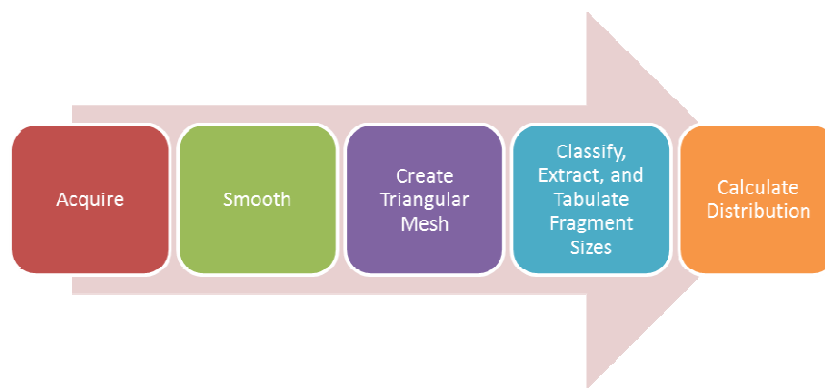 Acquire
Smooth
Create
Triangular
Mesh
Classify,
Extract, and
Tabulate
Fragment
Sizes
Calculate
Distribution